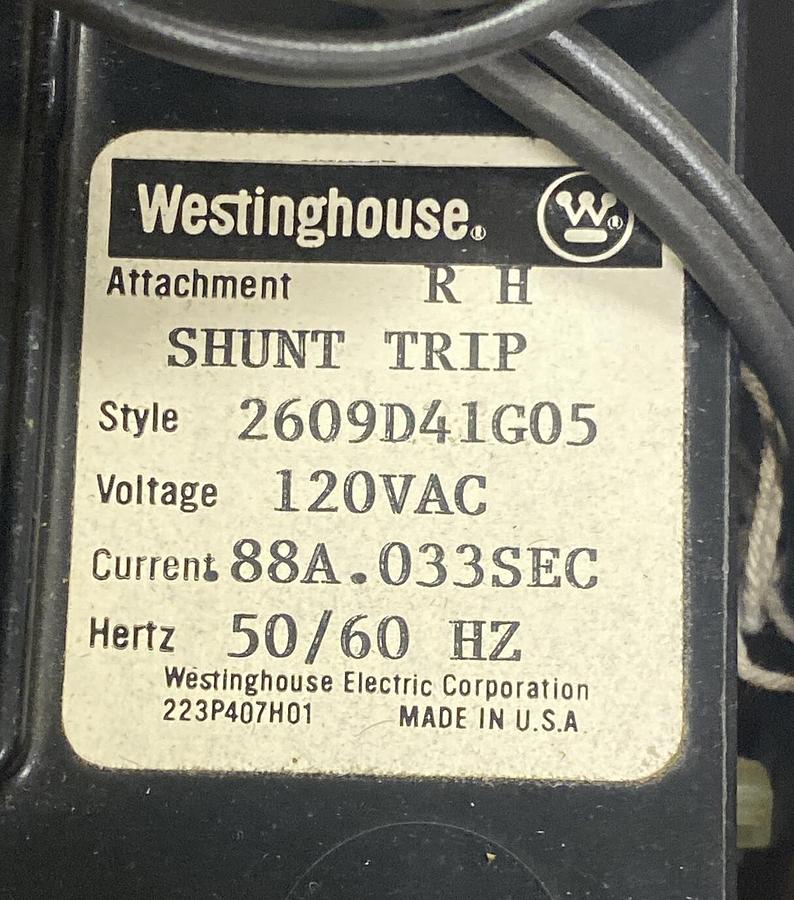 Westinghouse®
W®
Attachment R H
SHUNT TRIP
Style 2609D41G05
Voltage 120VAC
Current .88A.033SEC
Hertz 50/60 HZ
Westinghouse Electric Corporation
223P407H01 MADE IN U.S.A